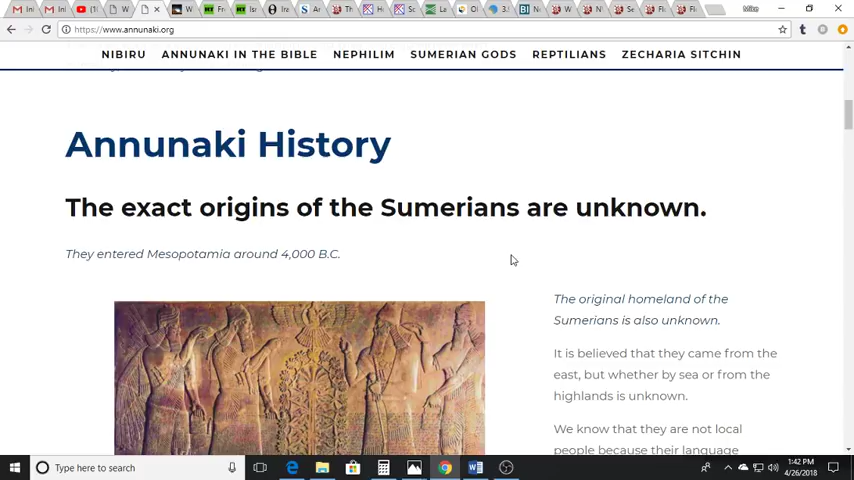 Mike
https://www.annunaki.org
NIBIRU ANNUNAKI IN THE BIBLE NEPHILIM SUMERIAN GODS REPTILIANS ZECHARIA SITCHIN
Annunaki History
The exact origins of the Sumerians are unknown.
They entered Mesopotamia around 4,000 B.C.
The original homeland of the
Sumerians is also unknown.
It is believed that they came from the
east, but whether by sea or from the
highlands is unknown.
We know that they are not local
people because their language
Type here to search
1:42 PM
4/26/2018